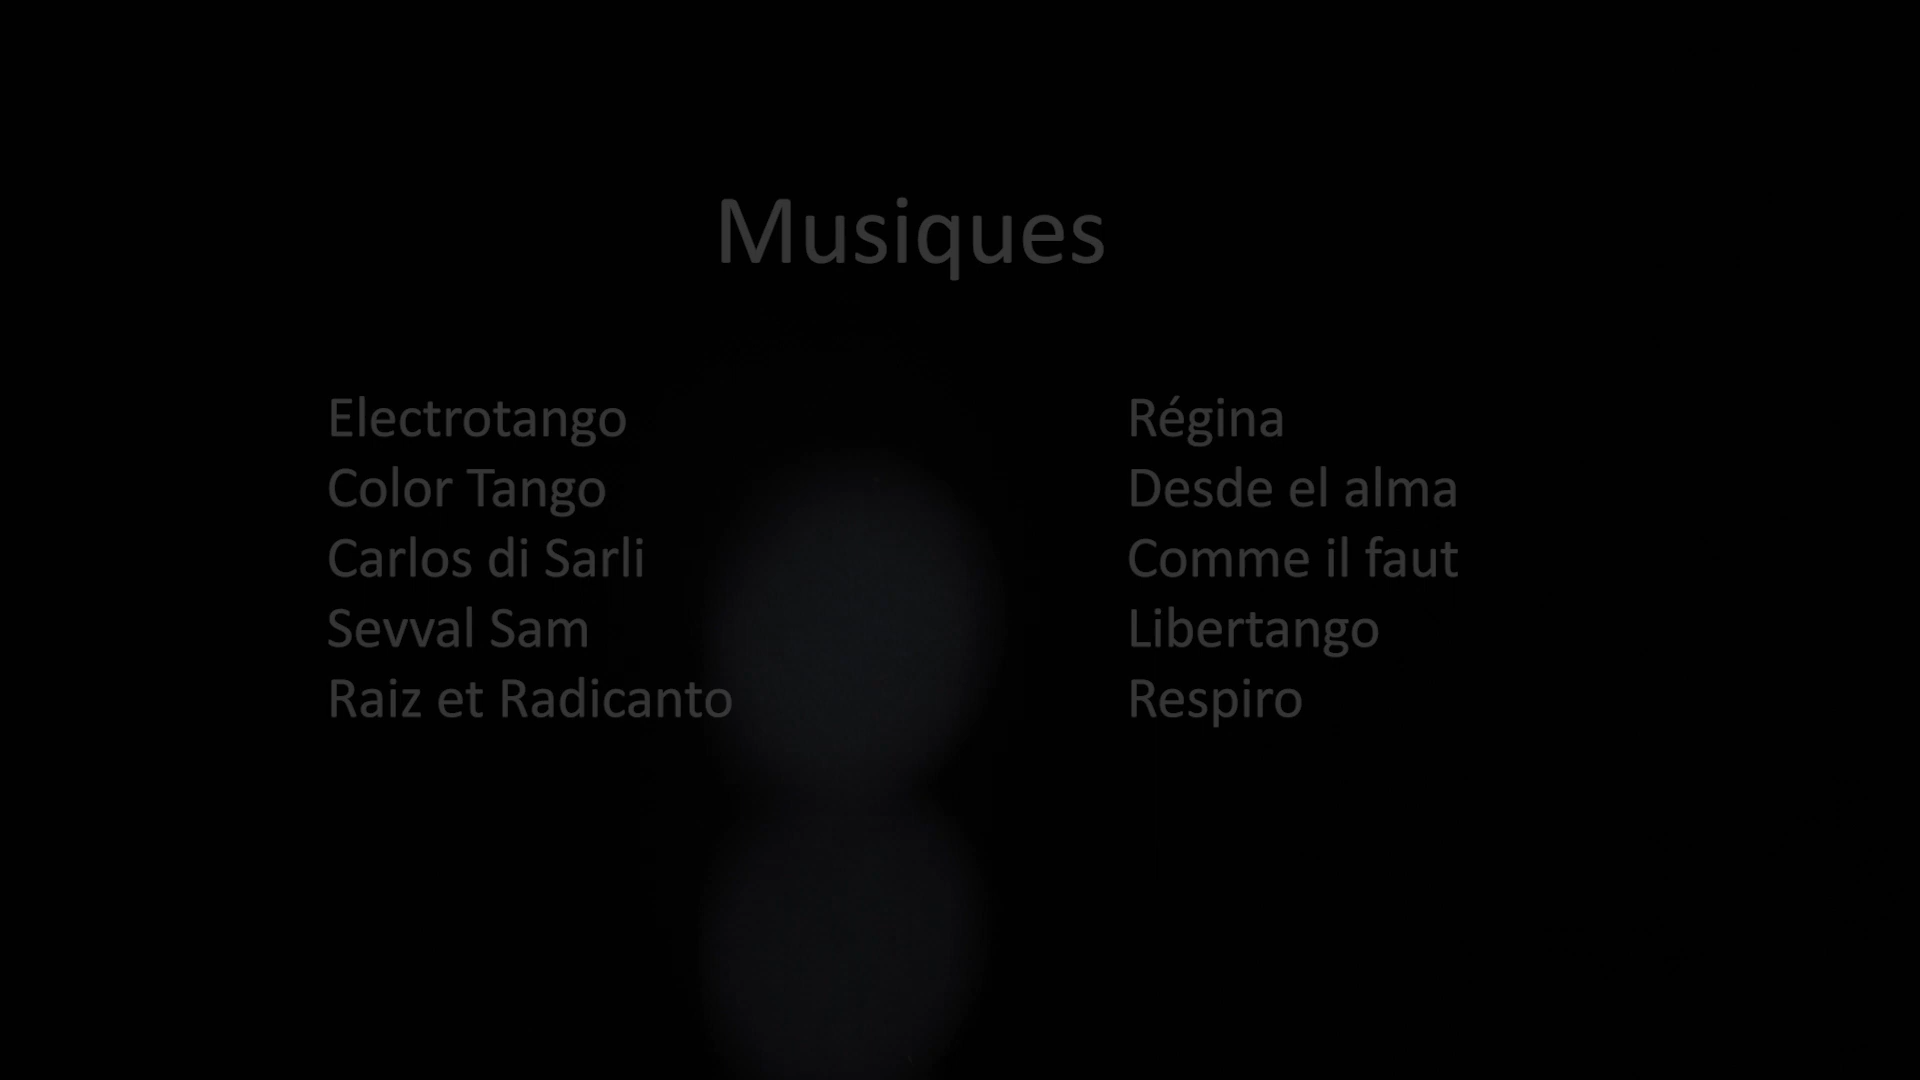 Musiques
Electrotango
Régina
Color Tango
Desde el alma
Carlos di Sarli
Comme il faut
Sevval Sam
Libertango
Raiz et Radicanto
Respiro